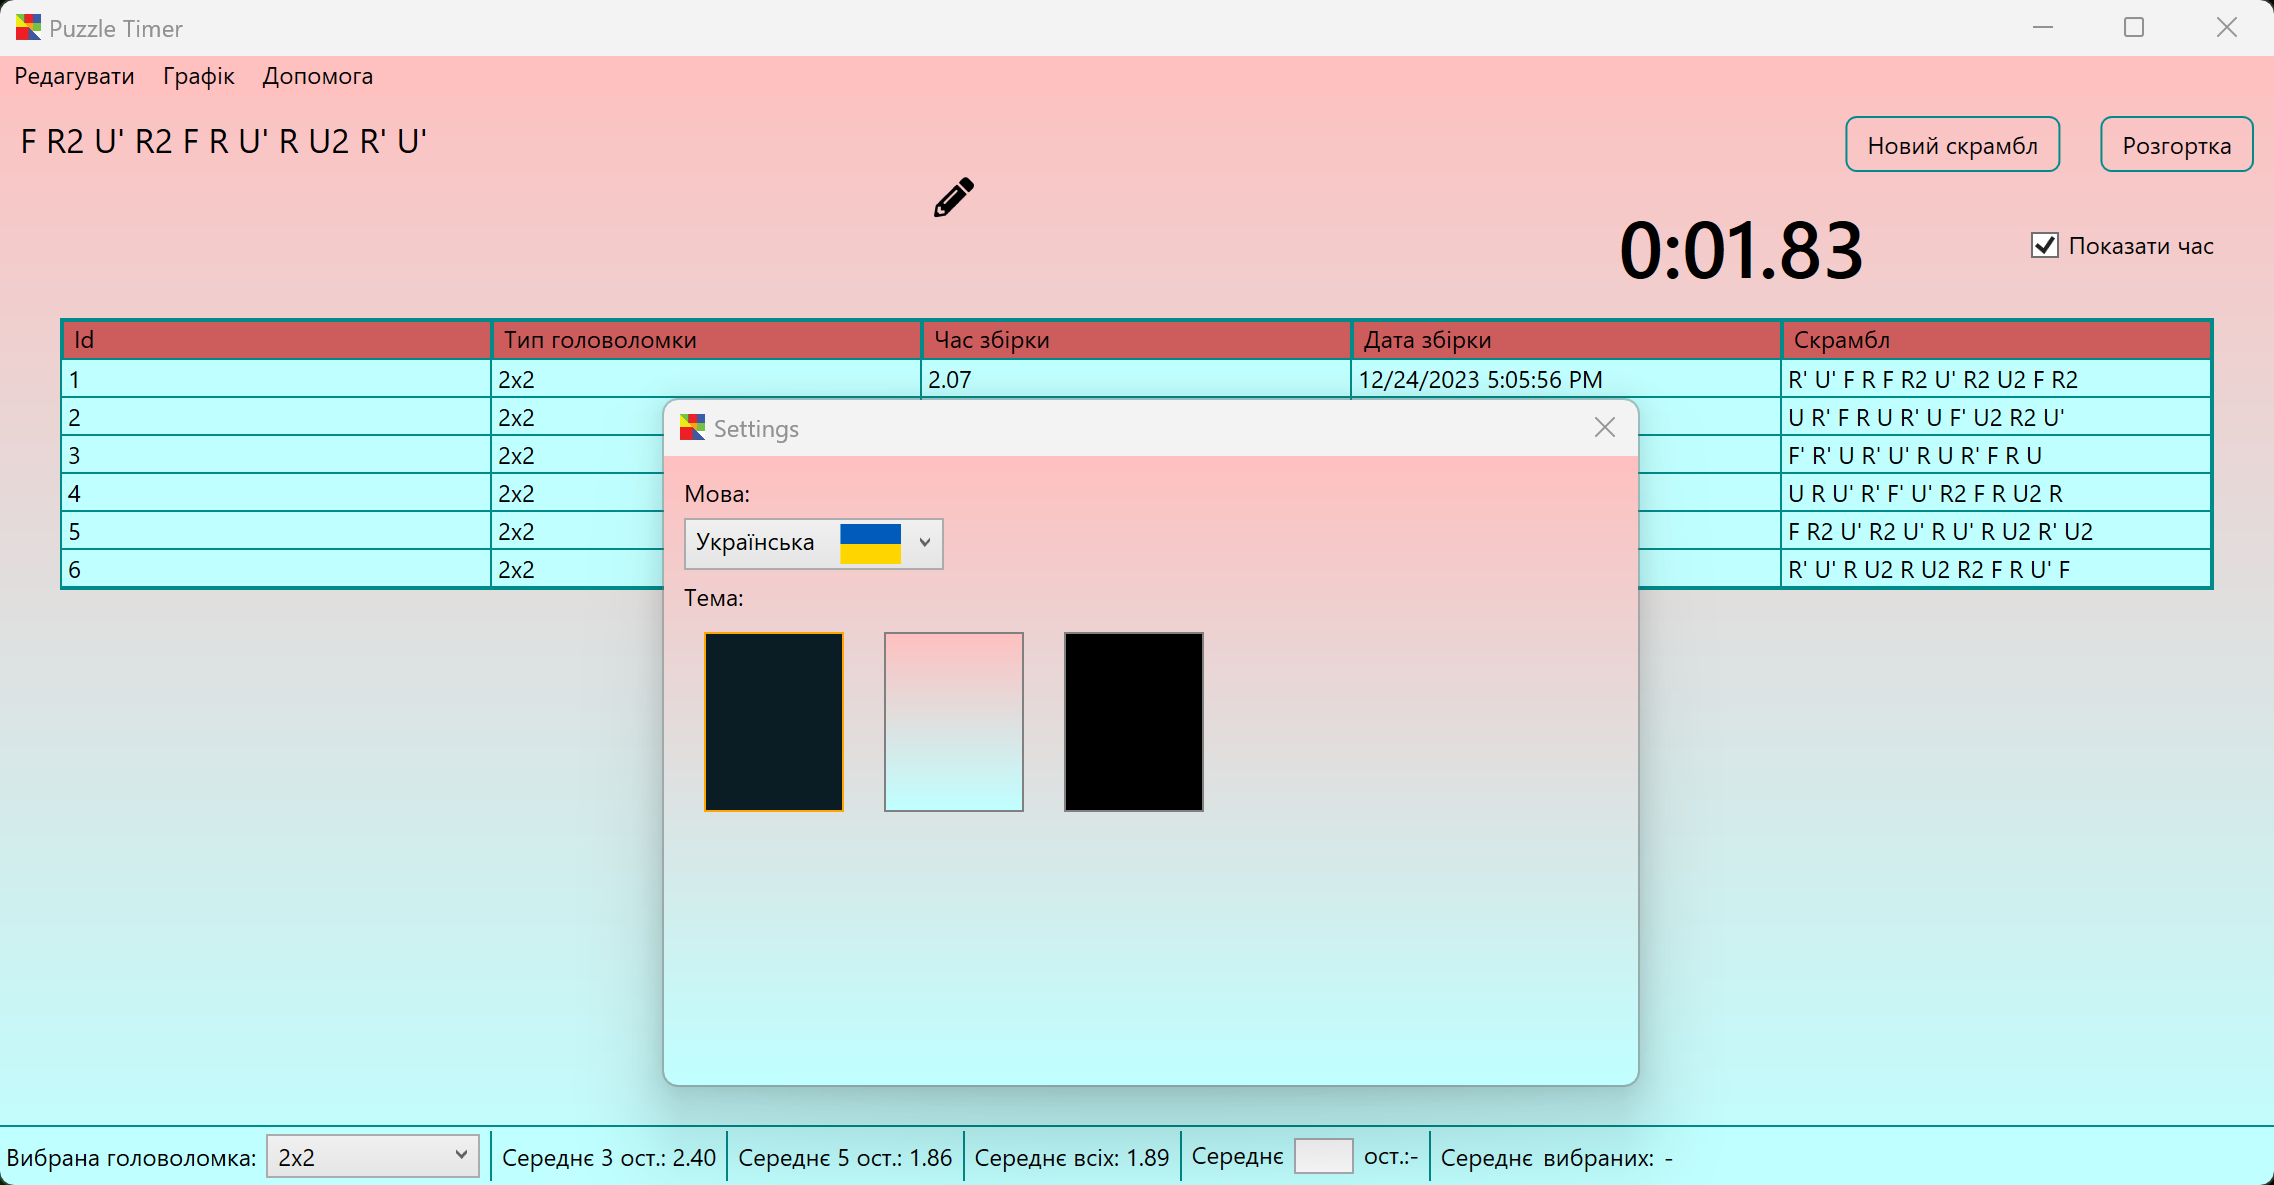 Puzzle Timer
Редагувати Графік Допомога
F R2 U' R2 F R U' R U2 R' U'
Новий скрамбл
Розгортка
0:01.83
Показати час
Id Тип головоломки Час збірки Дата збірки Скрамбл
1 2x2 2.07 12/24/2023 5:05:56 PM R' U' F R F R2 U' R2 U2 F R2
2 2x2 U R' F R U R' U F' U2 R2 U'
3 2x2 F' R' U R' U' R U R' F R U
4 2x2 U R U' R' F' U' R2 F R U2 R
5 2x2 F R2 U' R2 U' R U' R U2 R' U2
6 2x2 R' U' R U2 R U2 R2 F R U' F
Settings
Мова:
Українська
Тема:
Вибрана головоломка: 2x2 Середнє 3 ост.: 2.40 Середнє 5 ост.: 1.86 Середнє всіх: 1.89 Середнє ост.:- Середнє вибраних: -